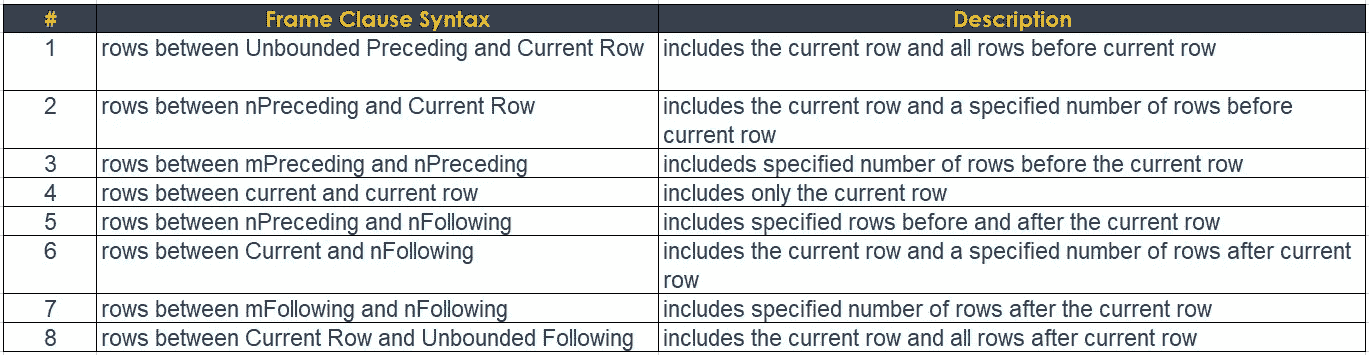 # Frame Clause Syntax Description
1 rows between Unbounded Preceding and Current Row includes the current row and all rows before current row
2 rows between nPreceding and Current Row includes the current row and a specified number of rows before
current row
3 rows between mPreceding and nPreceding includeds specified number of rows before the current row
4 rows between current and current row includes only the current row
5 rows between nPreceding and nFollowing includes specified rows before and after the current row
6 rows between Current and nFollowing includes the current row and a specified number of rows after current
row
7 rows between mFollowing and nFollowing includes specified number of rows after the current row
8 rows between Current Row and Unbounded Following includes the current row and all rows after current row